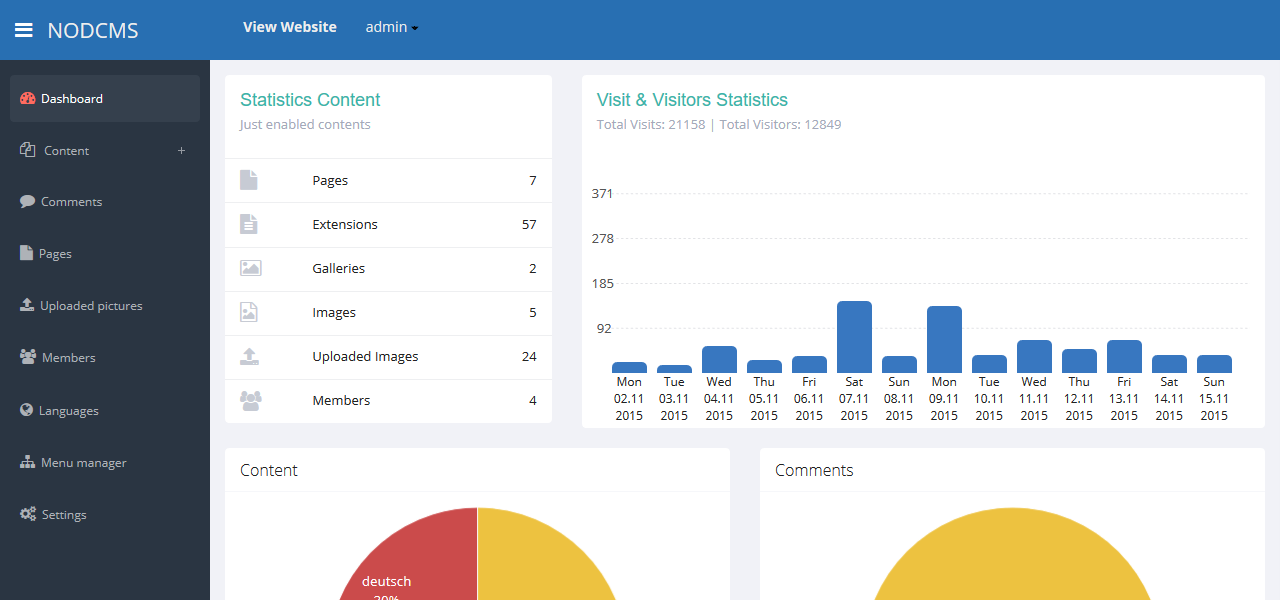 NODCMS
View Website
admin
Dashboard
Content
+
Comments
Pages
Uploaded pictures
Members
Languages
Menu manager
Settings
Statistics Content
Just enabled contents
Pages 7
Extensions 57
Galleries 2
Images 5
Uploaded Images 24
Members 4
Visit & Visitors Statistics
Total Visits: 21158 | Total Visitors: 12849
371
278
185
92
Mon Tue Wed Thu Fri Sat Sun Mon Tue Wed Thu Fri Sat Sun
02.11 03.11 04.11 05.11 06.11 07.11 08.11 09.11 10.11 11.11 12.11 13.11 14.11 15.11
2015 2015 2015 2015 2015 2015 2015 2015 2015 2015 2015 2015 2015 2015
Content
deutsch
Comments